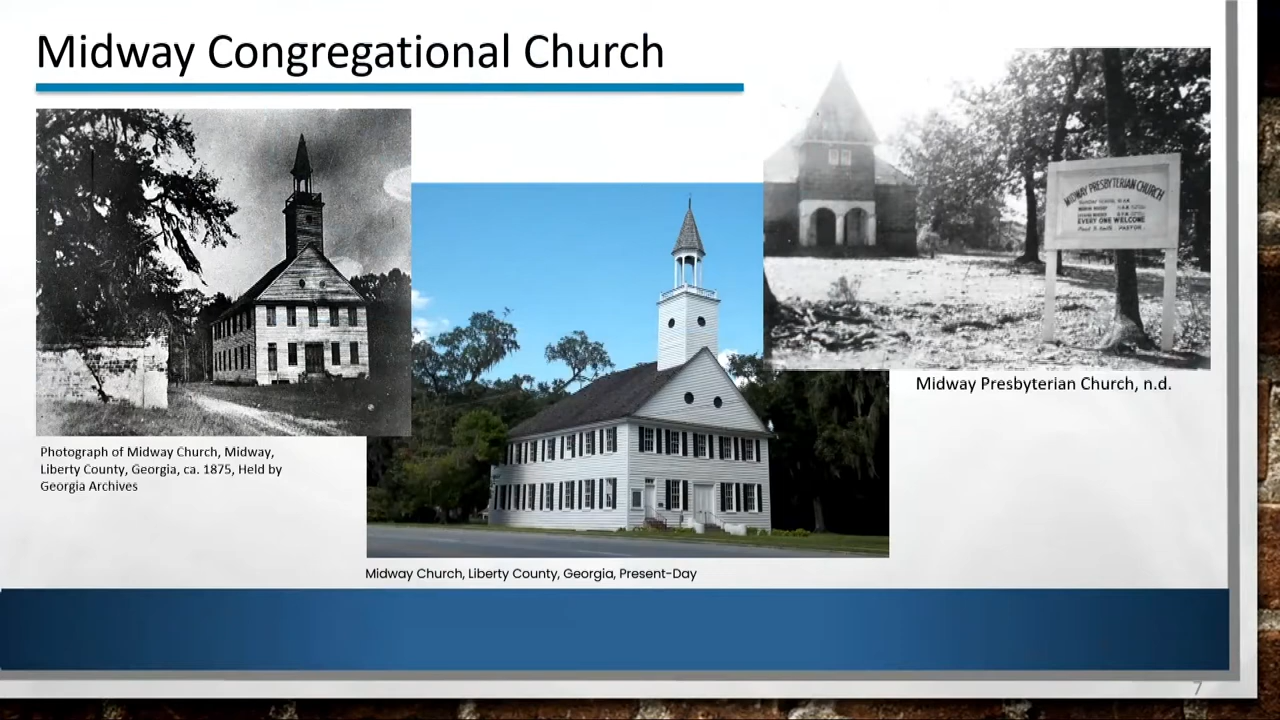 Midway Congregational Church
MIDWAY PRESBYTERIAN CHURCH
EVERY ONE WELCOME
PASTOR
Midway Presbyterian Church, n.d.
Photograph of Midway Church, Midway,
Liberty County, Georgia, ca. 1875, Held by
Georgia Archives
Midway Church, Liberty County, Georgia, Present-Day
7